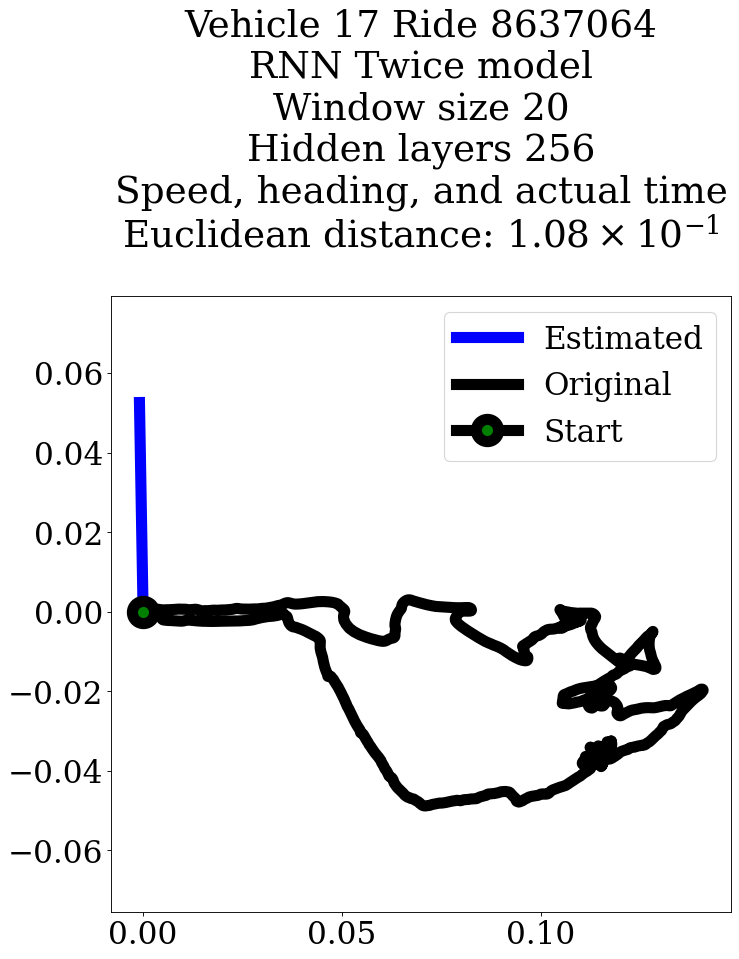 Vehicle 17 Ride 8637064
RNN Twice model
Window size 20
Hidden layers 256
Speed, heading, and actual time
Euclidean distance: 1.08 × 10⁻¹
Estimated
Original
Start
0.06
0.04
0.02
0.00
−0.02
−0.04
−0.06
0.00 0.05 0.10